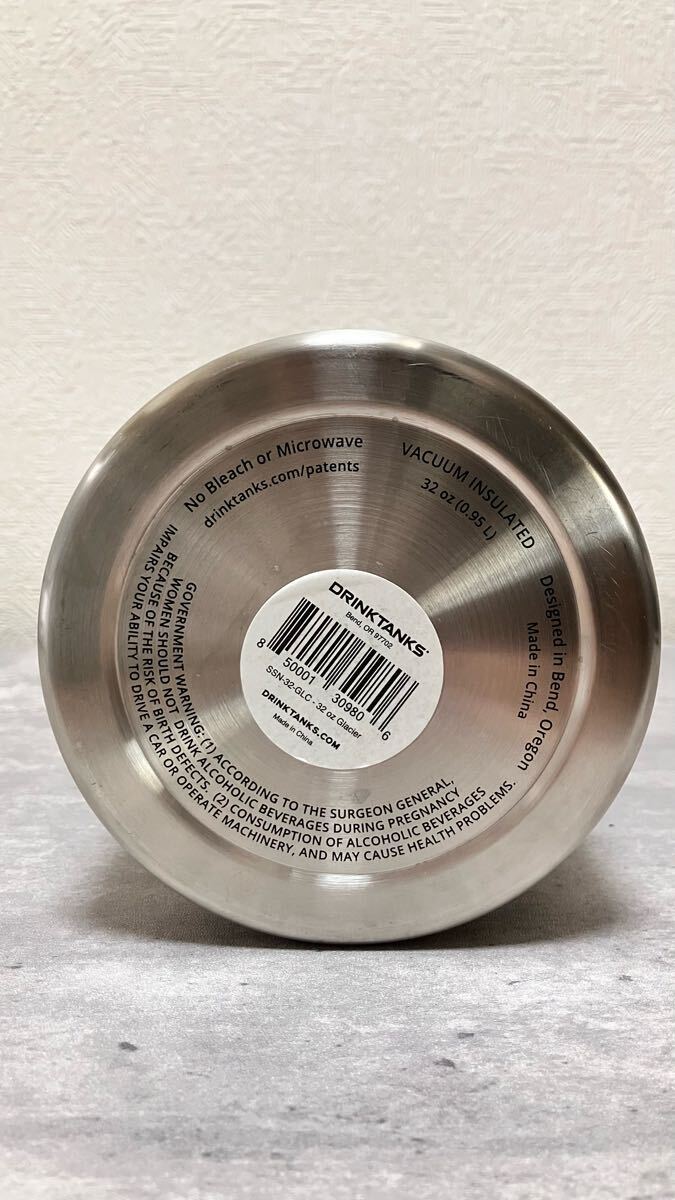 No Bleach or Microwave
drinktanks.com/patents
VACUUM INSULATED
32 oz (0.95 L)
Designed in Bend, Oregon
Made in China
DRINKTANKS®
Bend, OR 97702
8 50001 30980 6
SSN-32-GLC - 32 oz Glacier
DRINKTANKS.COM
Made in China
GOVERNMENT WARNING: (1) ACCORDING TO THE SURGEON GENERAL,
WOMEN SHOULD NOT DRINK ALCOHOLIC BEVERAGES DURING PREGNANCY
BECAUSE OF THE RISK OF BIRTH DEFECTS. (2) CONSUMPTION OF ALCOHOLIC BEVERAGES
IMPAIRS YOUR ABILITY TO DRIVE A CAR OR OPERATE MACHINERY, AND MAY CAUSE HEALTH PROBLEMS.